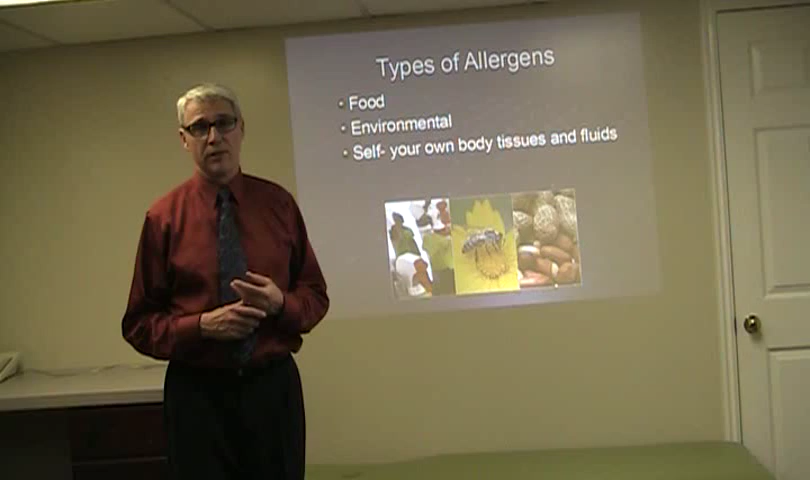 Types of Allergens
• Food
• Environmental
• Self- your own body tissues and fluids